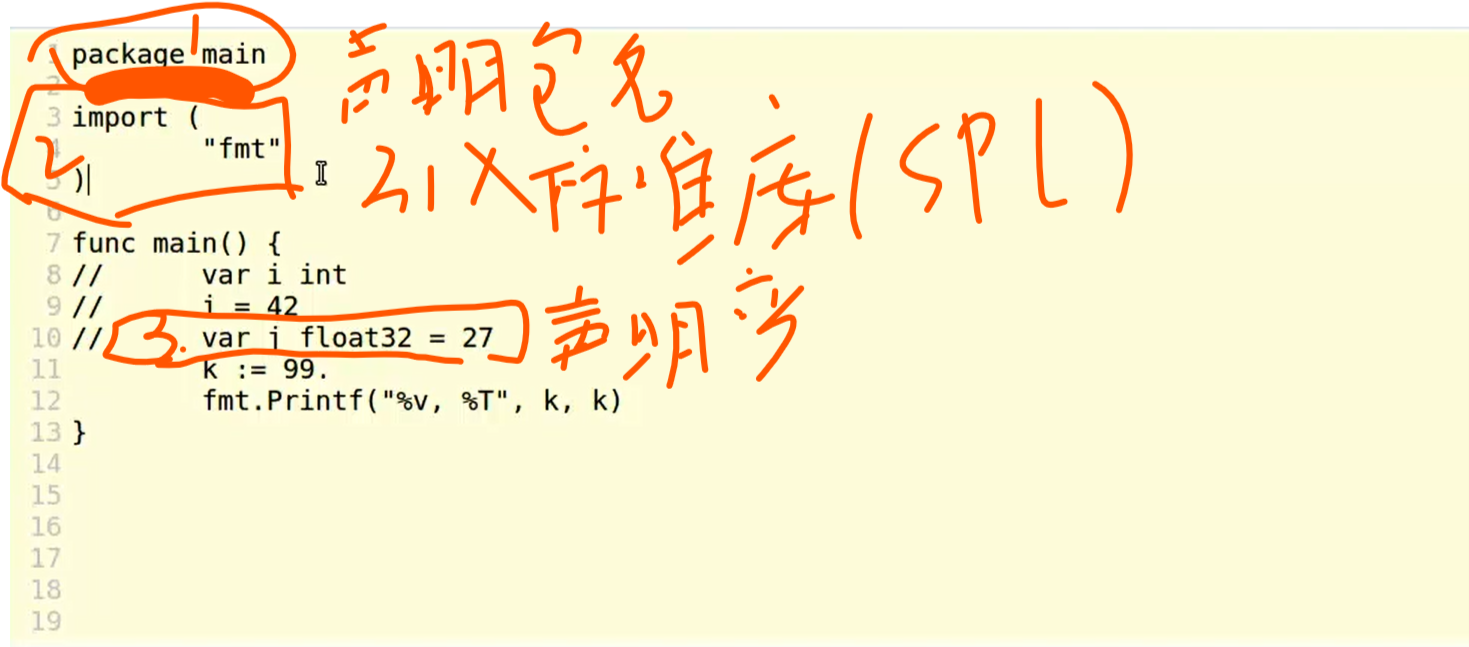 1 package main
1
声明包名
2
3 import (
4 "fmt"
5 )
2
引入标准库(SPL)
6
7 func main() {
8 // var i int
9 // i = 42
10 // var j float32 = 27
3.
声明变
11 k := 99.
12 fmt.Printf("%v, %T", k, k)
13 }
14
15
16
17
18
19